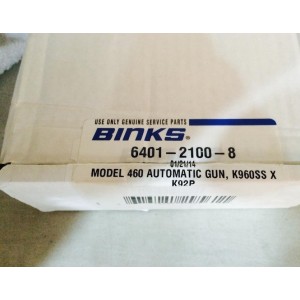 USE ONLY GENUINE SERVICE PARTS
BINKS®
6401-2100-8
01/21/14
MODEL 460 AUTOMATIC GUN, K960SS X
K92P